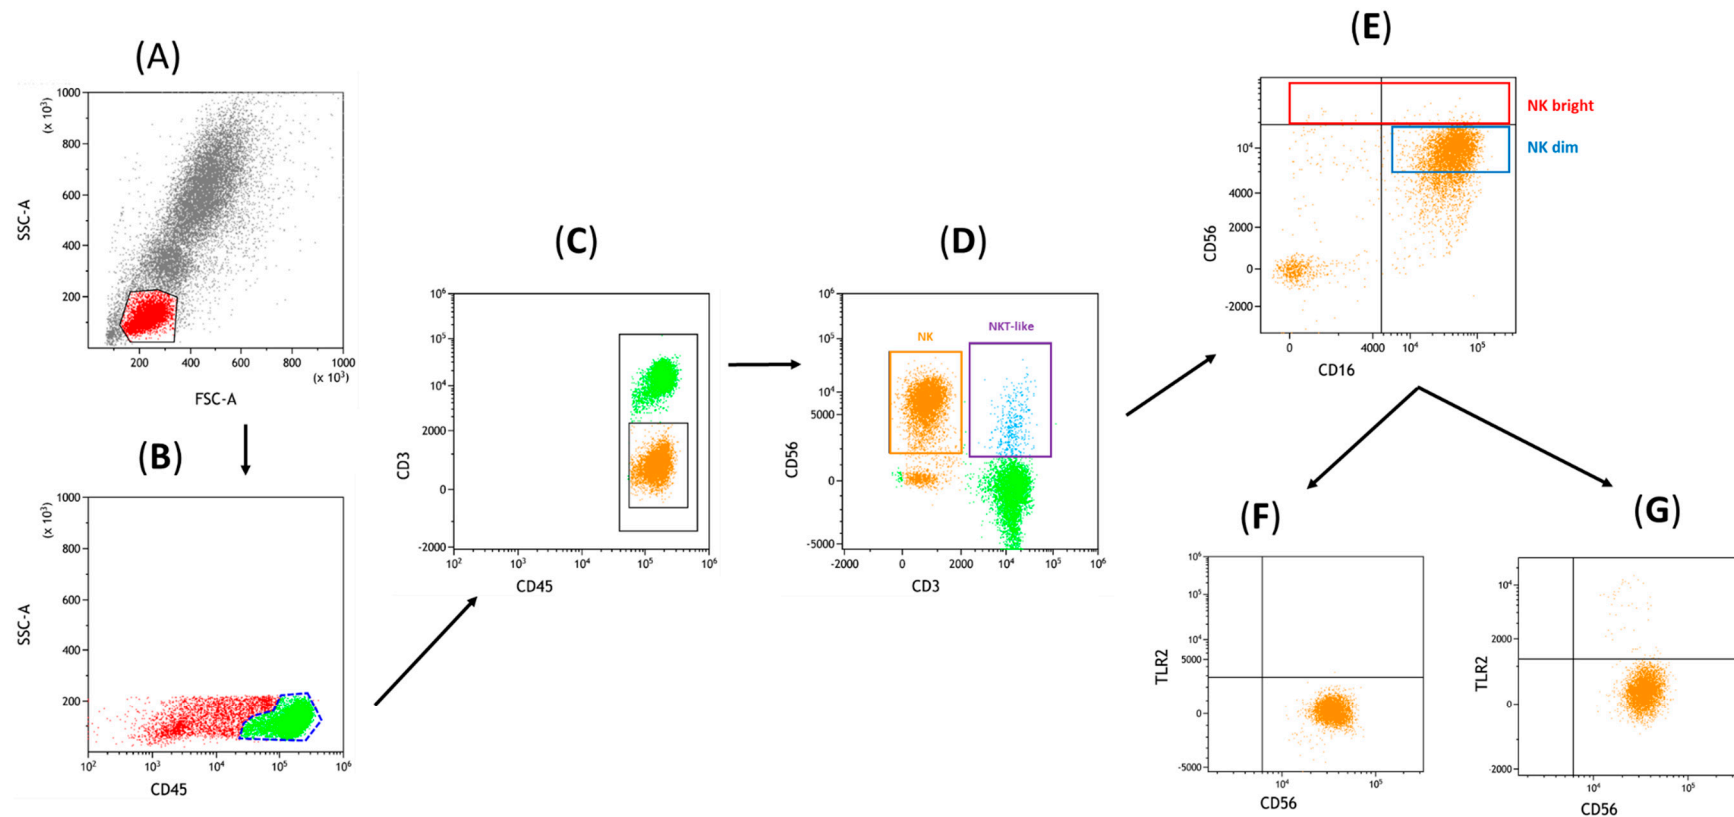 (A)
(x 10³)
1000
800
600
400
200
SSC-A
200
400
600
800
1000
(x 10³)
FSC-A
(B)
(x 10³)
1000
800
600
400
200
SSC-A
10²
10³
10⁴
10⁵
10⁶
CD45
(C)
10⁶
10⁵
10⁴
2000
0
-2000
CD3
10²
10³
10⁴
10⁵
10⁶
CD45
(D)
10⁶
10⁵
10⁴
5000
0
-5000
CD56
NK
NKT-like
-2000
0
2000
10⁴
10⁵
10⁶
CD3
(E)
NK bright
NK dim
10⁴
4000
2000
0
-2000
CD56
0
4000
10⁴
10⁵
CD16
(F)
10⁶
10⁵
10⁴
5000
0
-5000
TLR2
10⁴
10⁵
CD56
(G)
10⁴
2000
0
-2000
TLR2
10⁴
10⁵
CD56